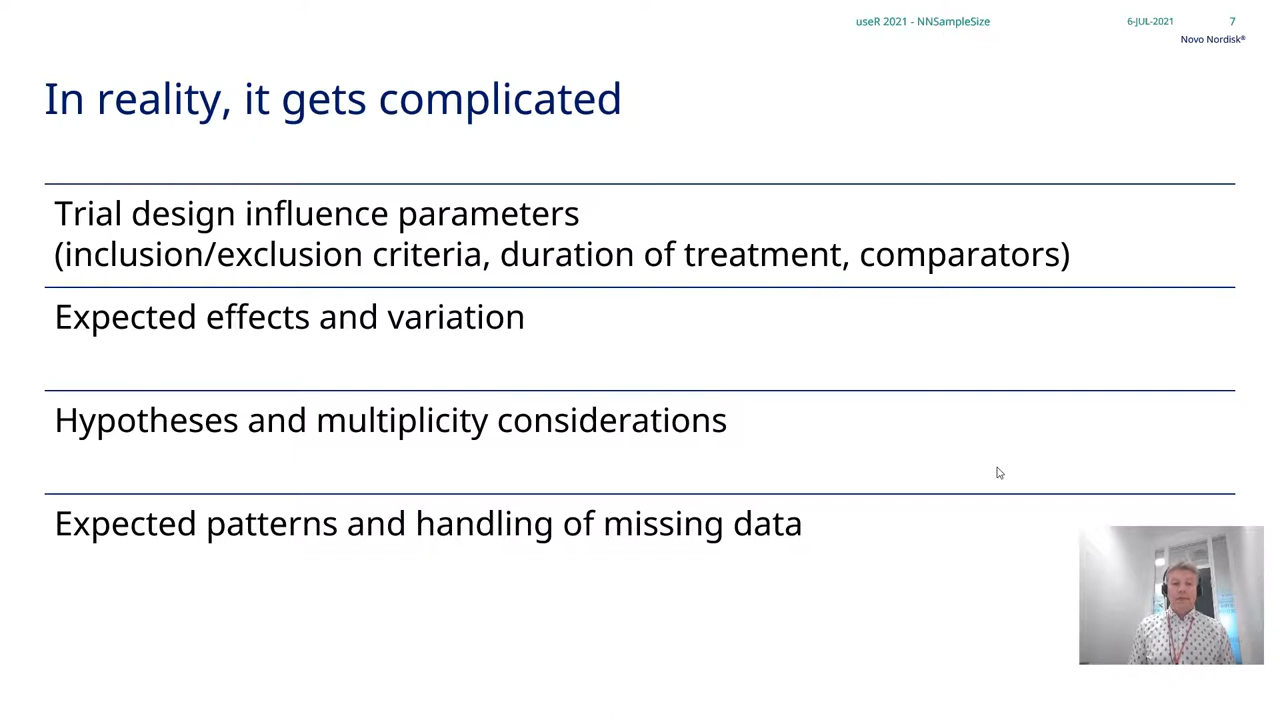 useR 2021 - NNSampleSize 6-JUL-2021 7
Novo Nordisk®
In reality, it gets complicated
Trial design influence parameters
(inclusion/exclusion criteria, duration of treatment, comparators)
Expected effects and variation
Hypotheses and multiplicity considerations
Expected patterns and handling of missing data